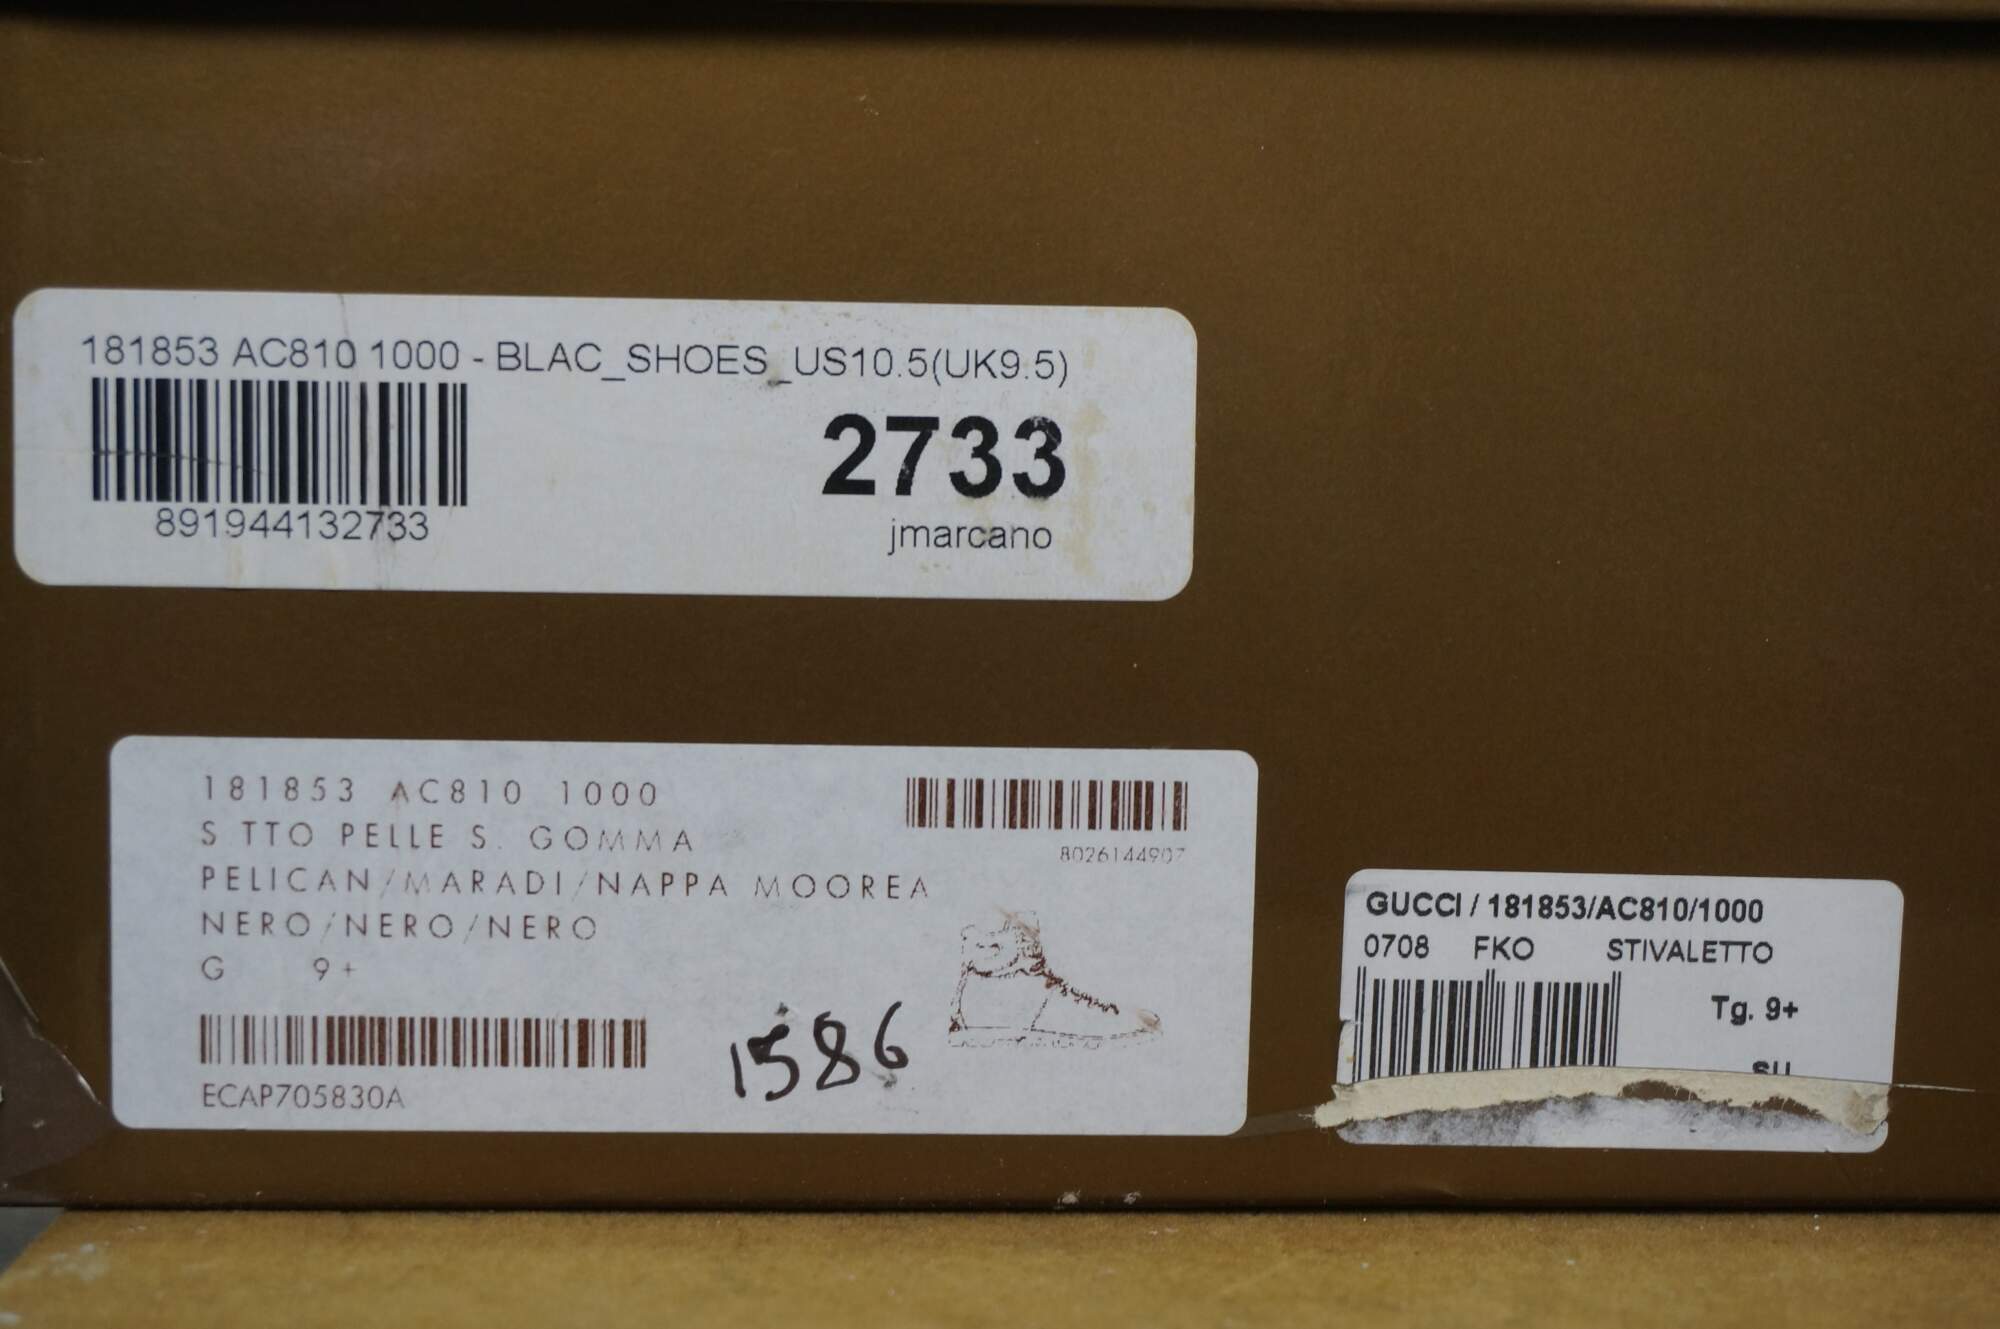 181853 AC810 1000 - BLAC_SHOES_US10.5(UK9.5)
2733
891944132733
jmarcano
181853 AC810 1000
8026144907
S TTO PELLE S. GOMMA
PELICAN/MARADI/NAPPA MOOREA
NERO/NERO/NERO
G 9+
1586
ECAP705830A
GUCCI / 181853/AC810/1000
0708 FKO STIVALETTO
Tg. 9+